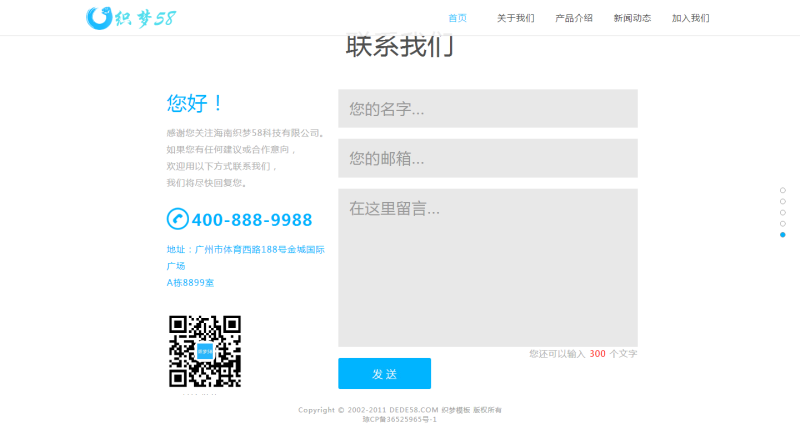 织梦58
首页 关于我们 产品介绍 新闻动态 加入我们
联系我们
您好！
感谢您关注海南织梦58科技有限公司。
如果您有任何建议或合作意向，
欢迎用以下方式联系我们，
我们将尽快回复您。
400-888-9988
地址：广州市体育西路188号金城国际
广场
A栋8899室
您的名字...
您的邮箱...
在这里留言...
您还可以输入 300 个文字
发 送
Copyright © 2002-2011 DEDE58.COM 织梦模板 版权所有
琼CP备36525965号-1